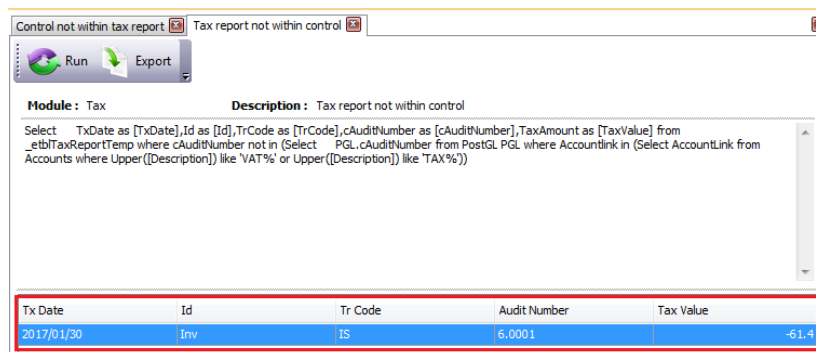 Control not within tax report Tax report not within control
Run Export
Module : Tax Description : Tax report not within control
Select TxDate as [TxDate],Id as [Id],TrCode as [TrCode],cAuditNumber as [cAuditNumber],TaxAmount as [TaxValue] from
_etblTaxReportTemp where cAuditNumber not in (Select PGL.cAuditNumber from PostGL PGL where Accountlink in (Select AccountLink from
Accounts where Upper([Description]) like 'VAT%' or Upper([Description]) like 'TAX%'))
Tx Date Id Tr Code Audit Number Tax Value
2017/01/30 Inv IS 6.0001 -61.4